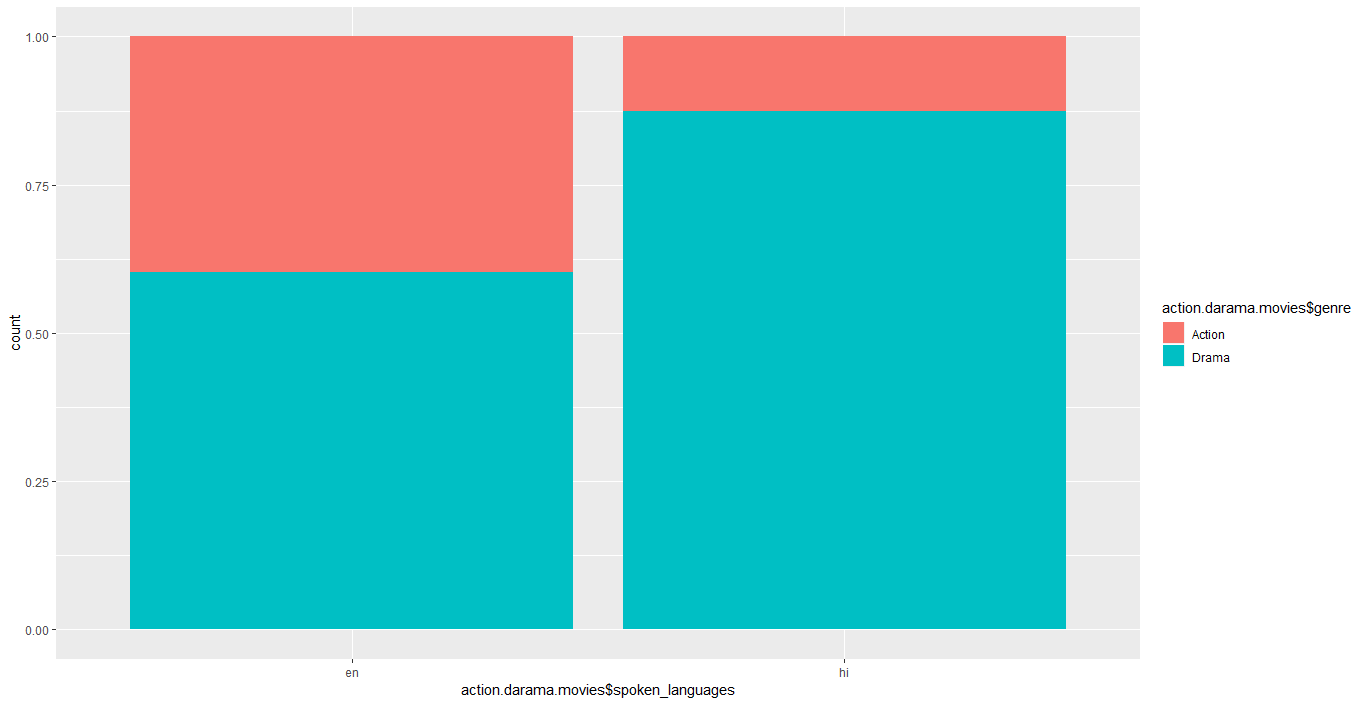 1.00
0.75
0.50
0.25
0.00
count
en
hi
action.darama.movies$spoken_languages
action.darama.movies$genre
Action
Drama